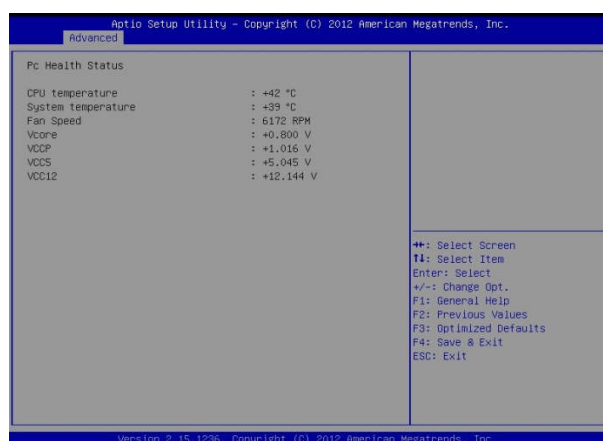 Aptio Setup Utility – Copyright (C) 2012 American Megatrends, Inc.
Advanced
Pc Health Status
CPU temperature : +42 °C
System temperature : +39 °C
Fan Speed : 6172 RPM
Vcore : +0.800 V
VCCP : +1.016 V
VCC5 : +5.045 V
VCC12 : +12.144 V
→←: Select Screen
↑↓: Select Item
Enter: Select
+/-: Change Opt.
F1: General Help
F2: Previous Values
F3: Optimized Defaults
F4: Save & Exit
ESC: Exit
Version 2.15.1236. Copyright (C) 2012 American Megatrends, Inc.